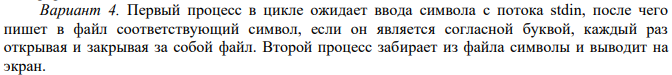 Вариант 4. Первый процесс в цикле ожидает ввода символа с потока stdin, после чего
пишет в файл соответствующий символ, если он является согласной буквой, каждый раз
открывая и закрывая за собой файл. Второй процесс забирает из файла символы и выводит на
экран.